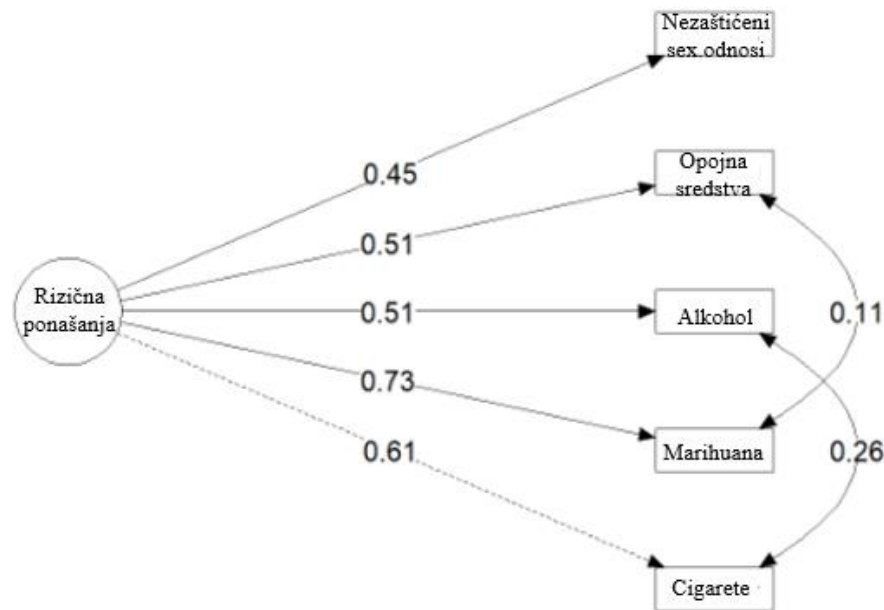 Nezaštićeni
sex.odnosi
0.45
Opojna
sredstva
0.51
Rizična
ponašanja
0.51
Alkohol
0.11
0.73
Marihuana
0.61
0.26
Cigarete